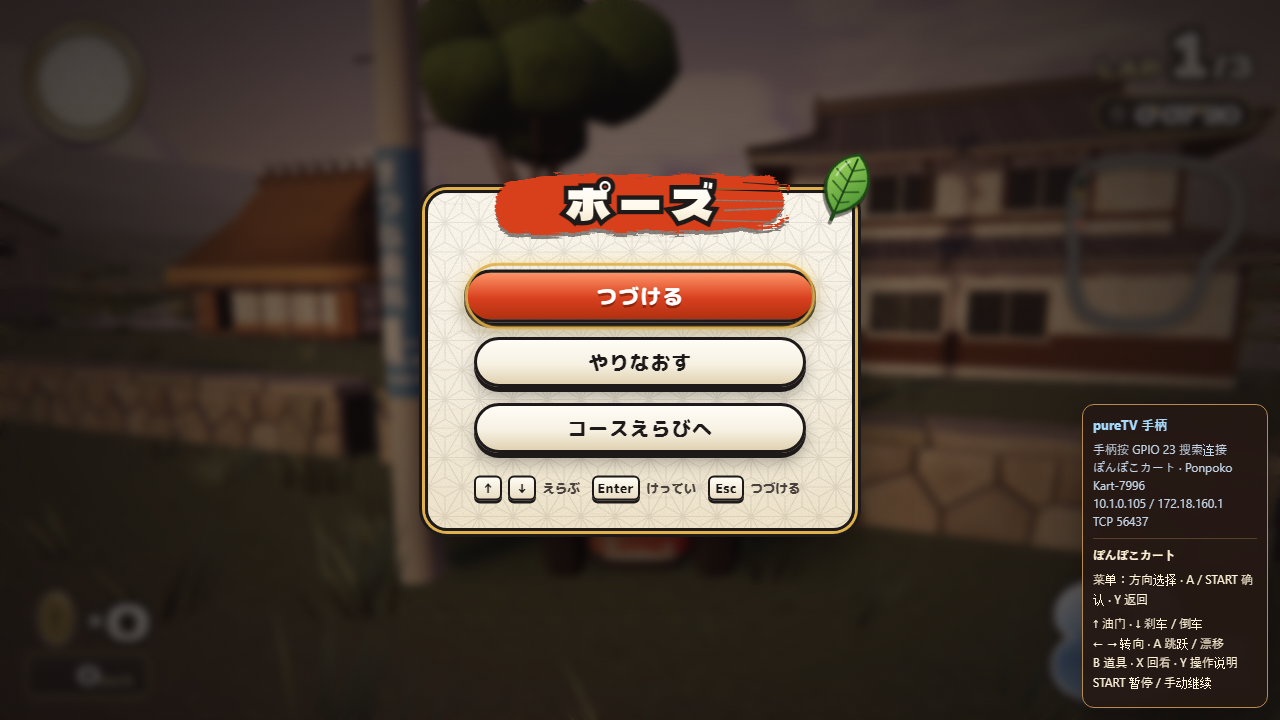 LAP 1/3
ポーズ
つづける
やりなおす
コースえらびへ
↑ ↓ えらぶ Enter けってい Esc つづける
pureTV 手柄
手柄按 GPIO 23 搜索连接
ぽんぽこカート · Ponpoko
Kart-7996
10.1.0.105 / 172.18.160.1
TCP 56437
ぽんぽこカート
菜单：方向选择 · A / START 确
认 · Y 返回
↑ 油门 · ↓ 刹车 / 倒车
← → 转向 · A 跳跃 / 漂移
B 道具 · X 回看 · Y 操作说明
START 暂停 / 手动继续